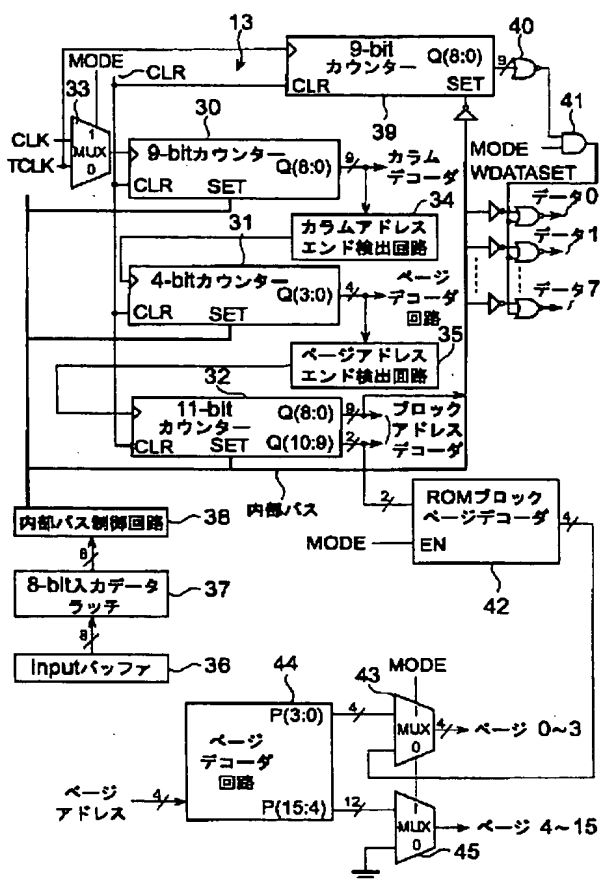 13
9-bit
カウンター
Q(8:0)
CLR
SET
39
9
40
MODE
CLR
33
CLK
TCLK
1
MUX
0
30
9-bitカウンター
Q(8:0)
CLR
SET
9
カラム
デコーダ
41
MODE
WDATASET
34
カラムアドレス
エンド検出回路
データ0
データ1
データ7
31
4-bitカウンター
Q(3:0)
CLR
SET
4
ページ
デコーダ
回路
35
ページアドレス
エンド検出回路
32
11-bit
カウンター
Q(8:0)
Q(10:9)
CLR
SET
9
2
ブロック
アドレス
デコーダ
内部バス
内部バス制御回路
38
8
8-bit入力データ
ラッチ
37
8
Inputバッファ
36
2
ROMブロック
ページデコーダ
MODE
EN
4
42
44
P(3:0)
ページ
デコーダ
回路
P(15:4)
ページ
アドレス
4
4
12
43
MODE
1
MUX
0
4
ページ 0~3
1
MUX
0
45
ページ 4~15